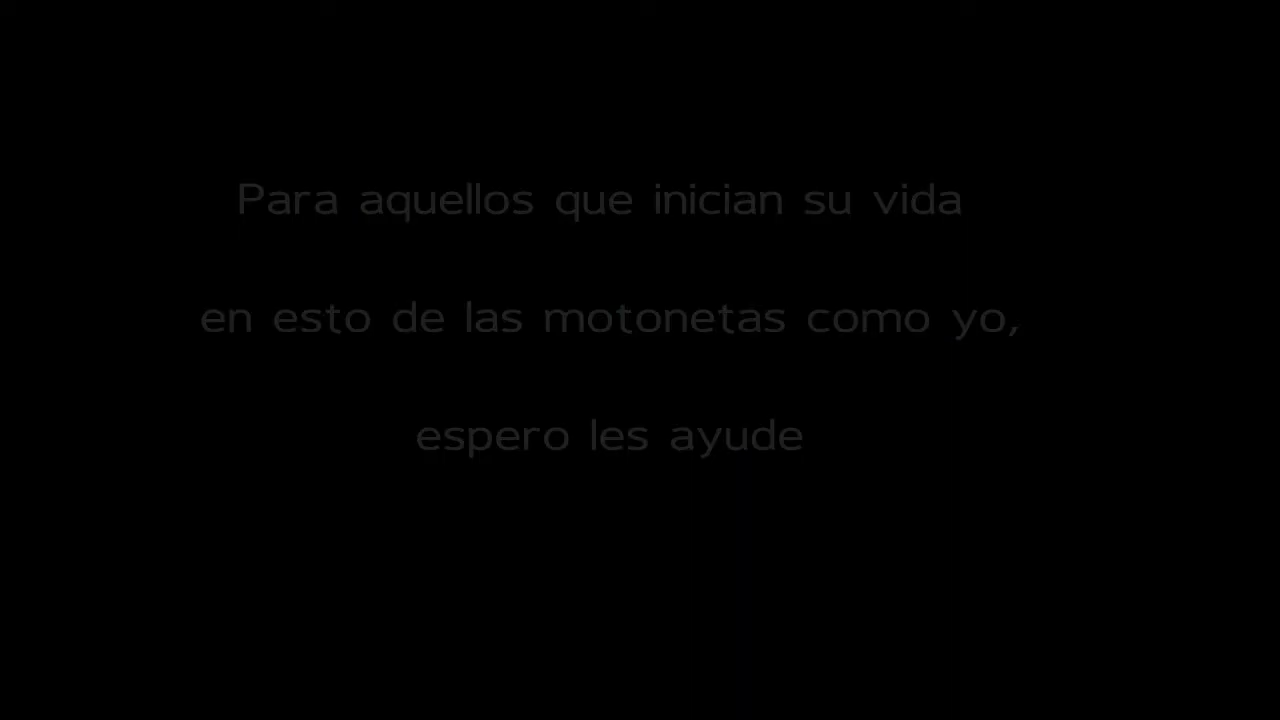 Para aquellos que inician su vida
en esto de las motonetas como yo,
espero les ayude